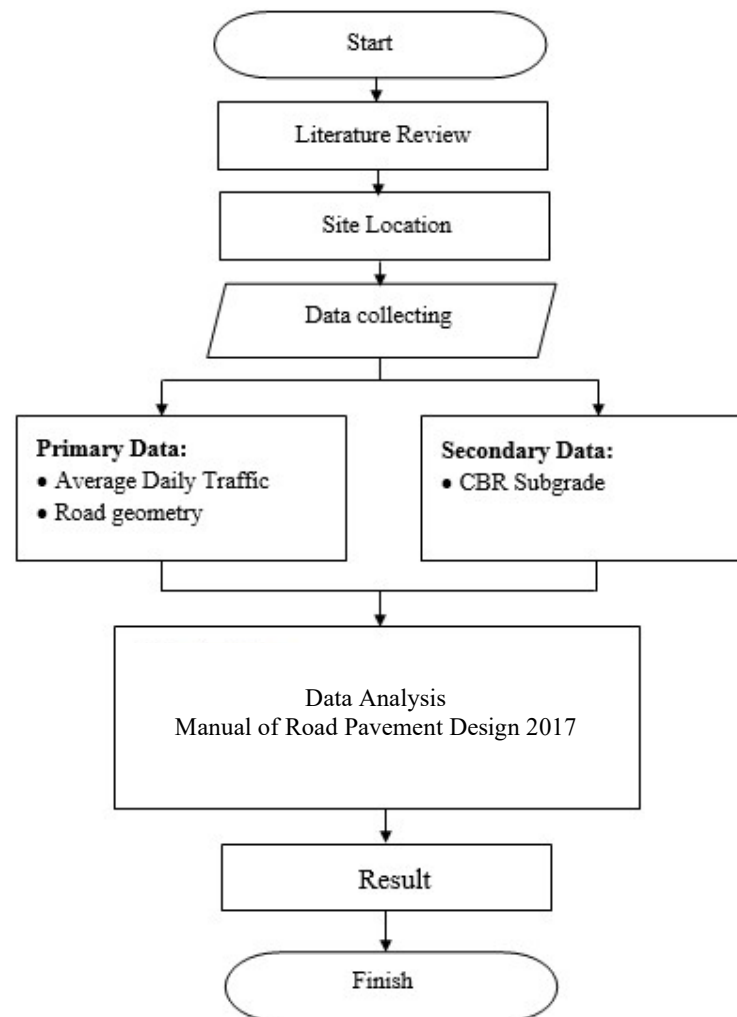 Start
Literature Review
Site Location
Data collecting
Primary Data:
● Average Daily Traffic
● Road geometry
Secondary Data:
● CBR Subgrade
Data Analysis
Manual of Road Pavement Design 2017
Result
Finish